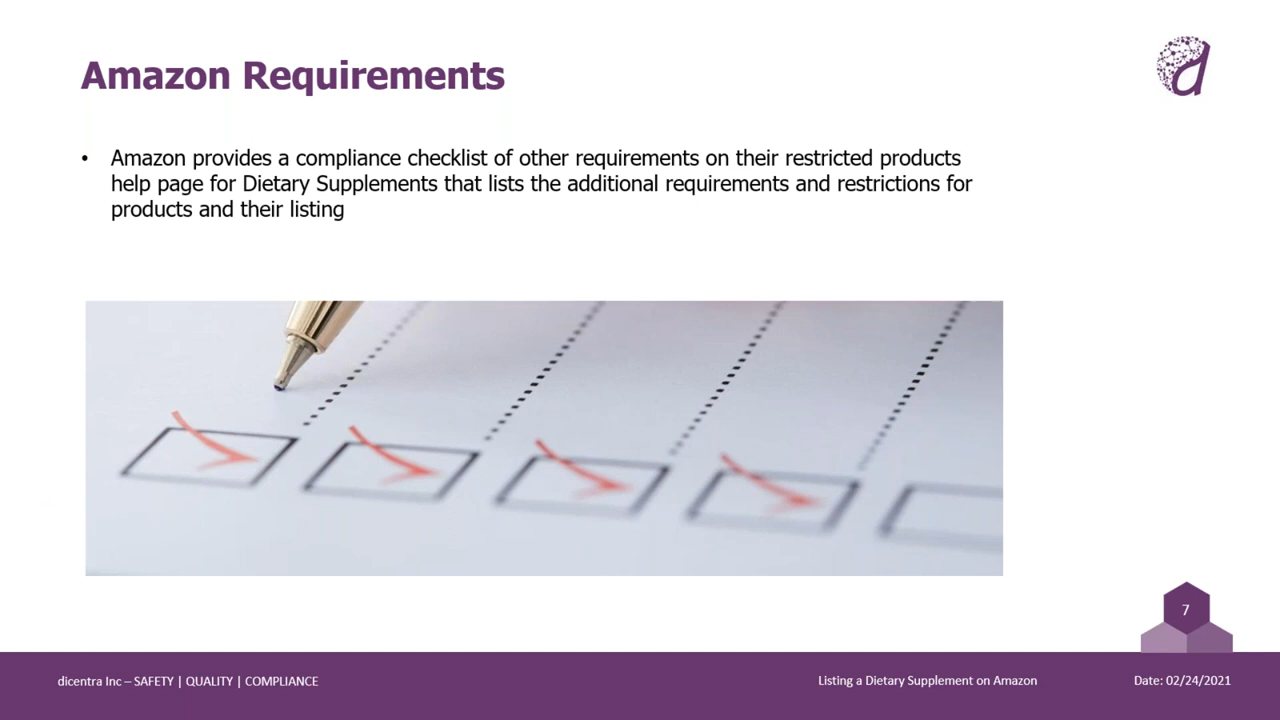 Amazon Requirements
• Amazon provides a compliance checklist of other requirements on their restricted products
help page for Dietary Supplements that lists the additional requirements and restrictions for
products and their listing
7
dicentra Inc – SAFETY | QUALITY | COMPLIANCE
Listing a Dietary Supplement on Amazon
Date: 02/24/2021